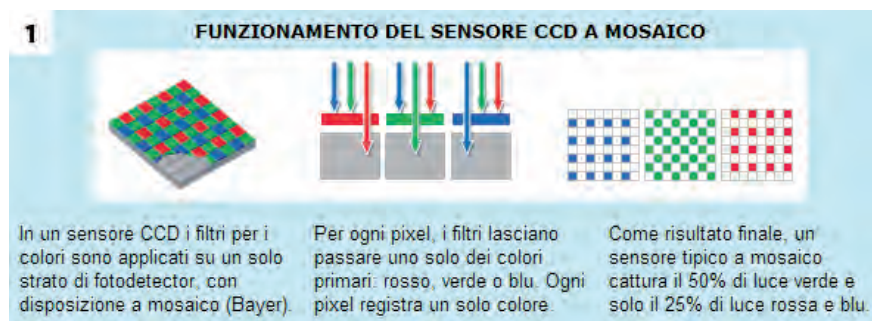 1
FUNZIONAMENTO DEL SENSORE CCD A MOSAICO
In un sensore CCD i filtri per i
colori sono applicati su un solo
strato di fotodetector, con
disposizione a mosaico (Bayer).
Per ogni pixel, i filtri lasciano
passare uno solo dei colori
primari: rosso, verde o blu. Ogni
pixel registra un solo colore.
Come risultato finale, un
sensore tipico a mosaico
cattura il 50% di luce verde e
solo il 25% di luce rossa e blu.